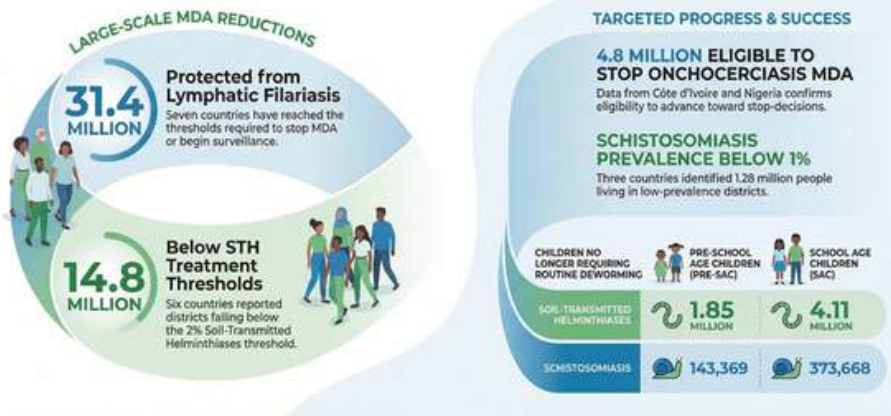 LARGE-SCALE MDA REDUCTIONS
31.4
MILLION
Protected from
Lymphatic Filariasis
Seven countries have reached the
thresholds required to stop MDA
or begin surveillance.
14.8
MILLION
Below STH
Treatment
Thresholds
Six countries reported
districts falling below
the 2% Soil-Transmitted
Helminthiases threshold.
TARGETED PROGRESS & SUCCESS
4.8 MILLION ELIGIBLE TO
STOP ONCHOCERCIASIS MDA
Data from Côte d'Ivoire and Nigeria confirms
eligibility to advance toward stop-decisions.
SCHISTOSOMIASIS
PREVALENCE BELOW 1%
Three countries identified 1.28 million people
living in low-prevalence districts.
CHILDREN NO
LONGER REQUIRING
ROUTINE DEWORMING
PRE-SCHOOL
AGE CHILDREN
(PRE-SAC)
SCHOOL AGE
CHILDREN
(SAC)
SOIL-TRANSMITTED
HELMINTHIASES
1.85
MILLION
4.11
MILLION
SCHISTOSOMIASIS
143,369
373,668